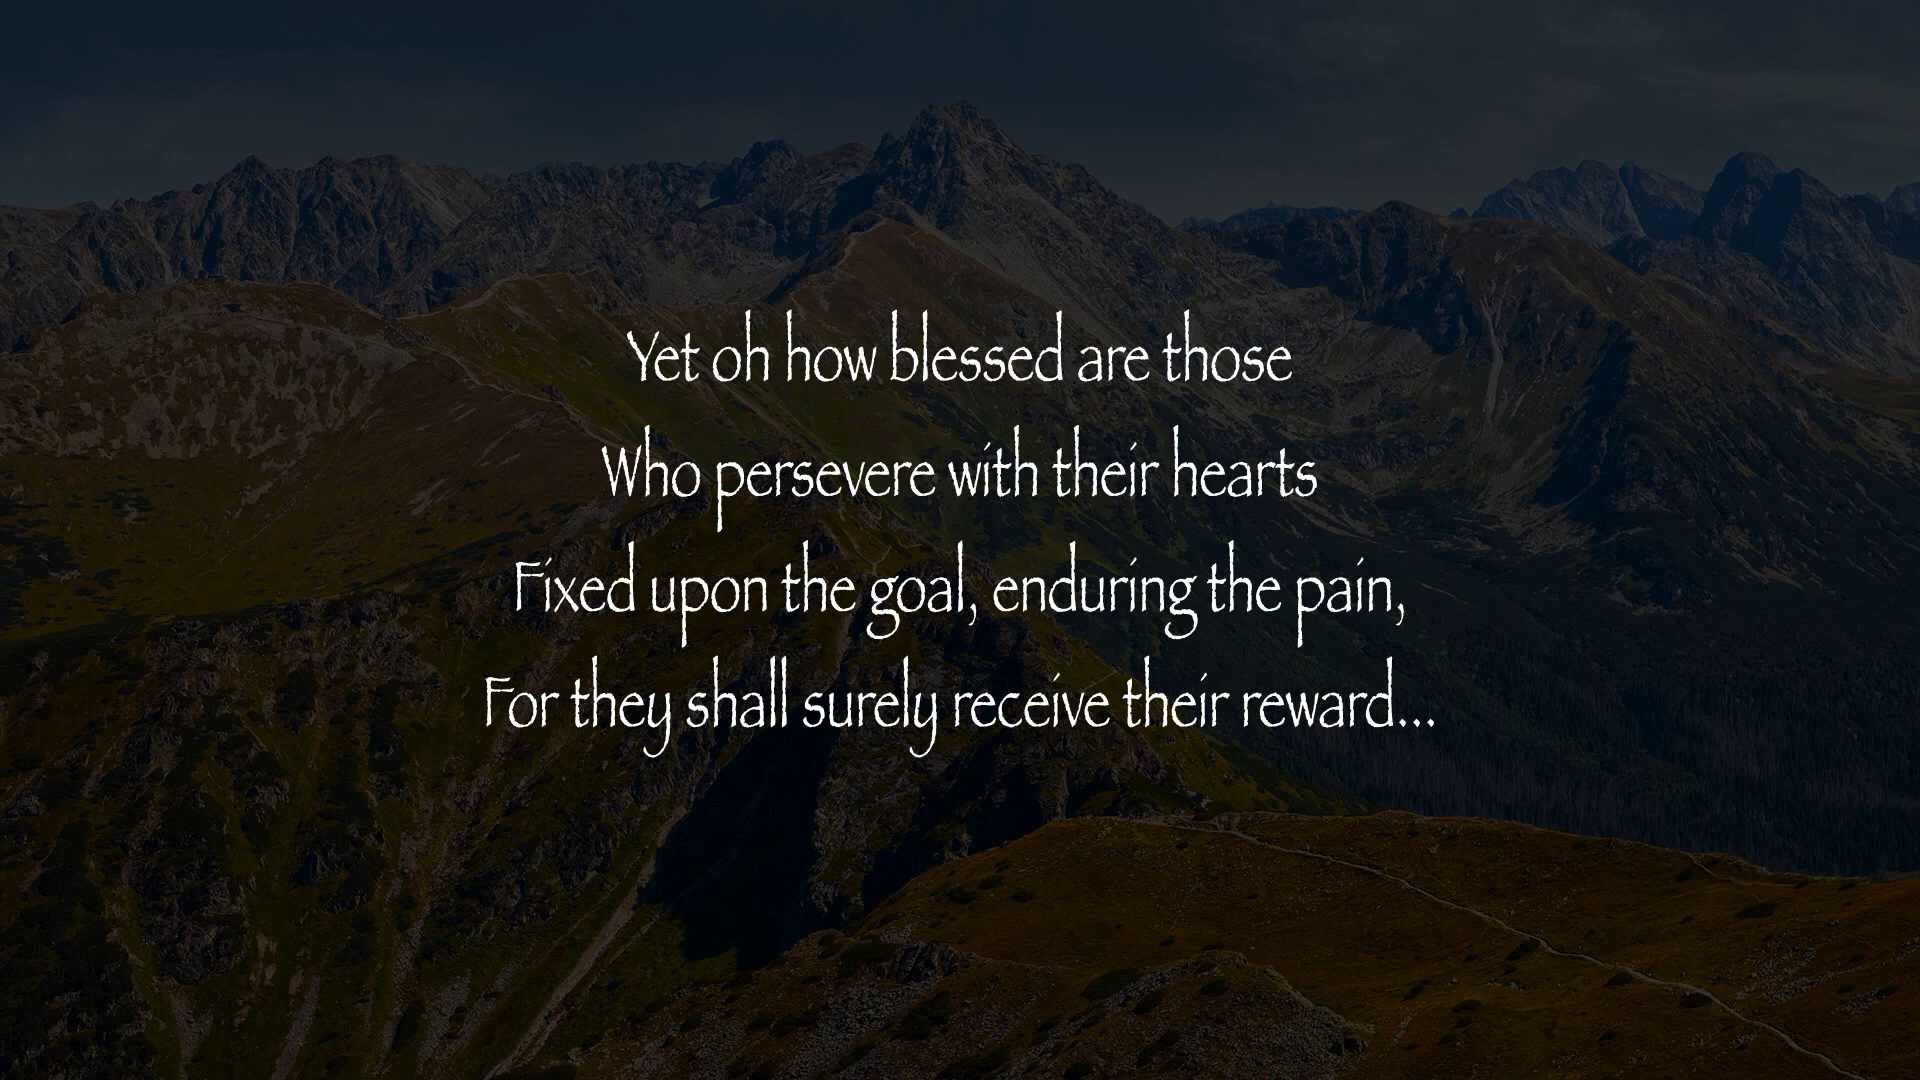 Yet oh how blessed are those
Who persevere with their hearts
Fixed upon the goal, enduring the pain,
For they shall surely receive their reward...